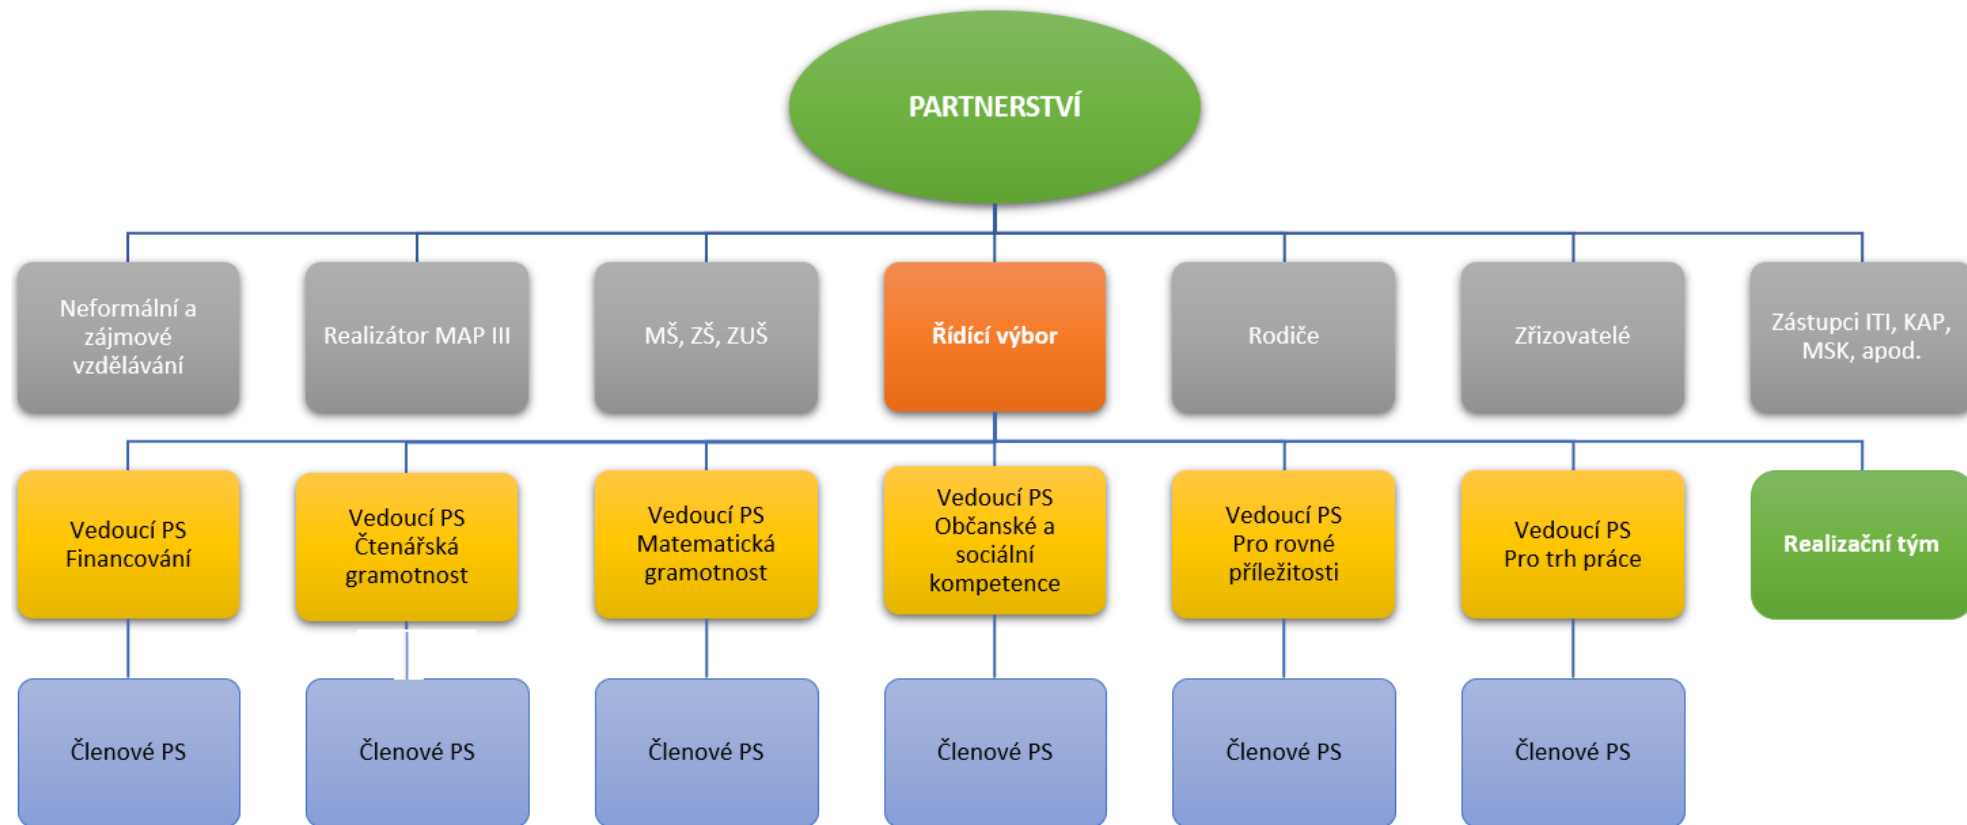 PARTNERSTVÍ
Neformální a
zájmové
vzdělávání
Realizátor MAP III
MŠ, ZŠ, ZUŠ
Řídící výbor
Rodiče
Zřizovatelé
Zástupci ITI, KAP,
MSK, apod.
Vedoucí PS
Financování
Vedoucí PS
Čtenářská
gramotnost
Vedoucí PS
Matematická
gramotnost
Vedoucí PS
Občanské a
sociální
kompetence
Vedoucí PS
Pro rovné
příležitosti
Vedoucí PS
Pro trh práce
Realizační tým
Členové PS
Členové PS
Členové PS
Členové PS
Členové PS
Členové PS